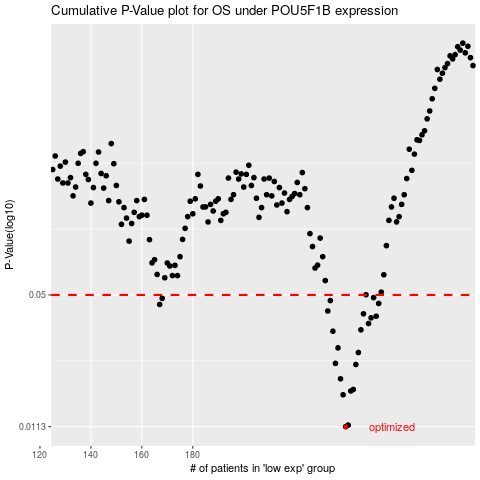 Cumulative P-Value plot for OS under POU5F1B expression
P-Value(log10)
0.05
0.0113
optimized
120 140 160 180
# of patients in 'low exp' group